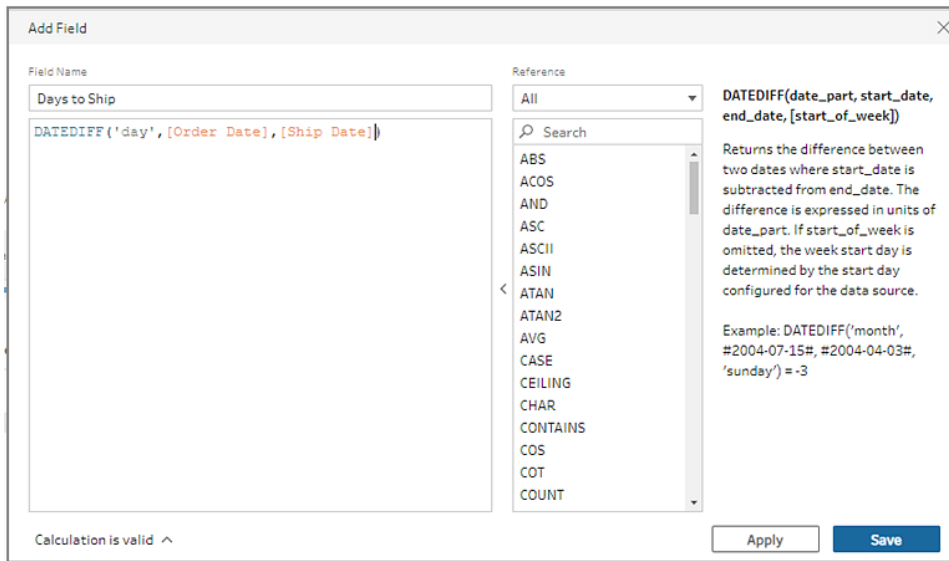 Add Field
Field Name
Days to Ship
DATEDIFF('day',[Order Date],[Ship Date])
Reference
All
Search
ABS
ACOS
AND
ASC
ASCII
ASIN
ATAN
ATAN2
AVG
CASE
CEILING
CHAR
CONTAINS
COS
COT
COUNT
DATEDIFF(date_part, start_date,
end_date, [start_of_week])
Returns the difference between
two dates where start_date is
subtracted from end_date. The
difference is expressed in units of
date_part. If start_of_week is
omitted, the week start day is
determined by the start day
configured for the data source.
Example: DATEDIFF('month',
#2004-07-15#, #2004-04-03#,
'sunday') = -3
Calculation is valid
Apply
Save